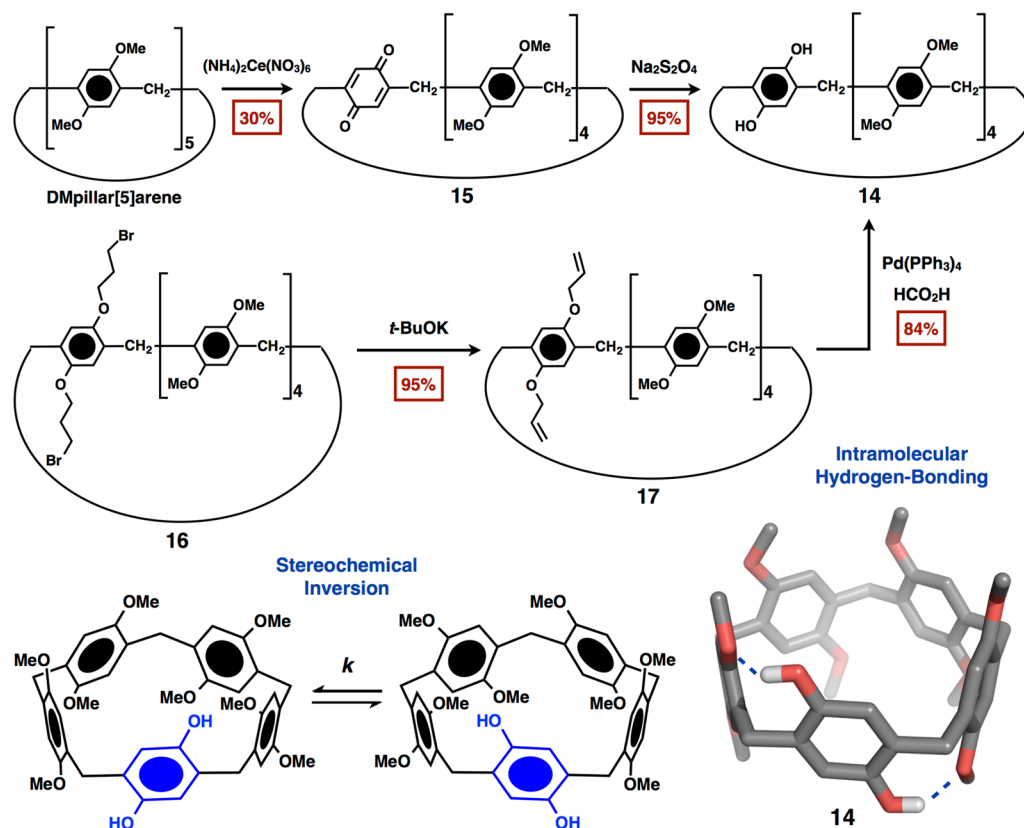 OMe
MeO
CH2
5
DMpillar[5]arene
(NH4)2Ce(NO3)6
30%
O
O
CH2
OMe
MeO
CH2
4
15
Na2S2O4
95%
OH
HO
CH2
OMe
MeO
CH2
4
14
Br
O
O
Br
CH2
OMe
MeO
CH2
4
16
t-BuOK
95%
O
O
CH2
OMe
MeO
CH2
4
17
Pd(PPh3)4
HCO2H
84%
Stereochemical
Inversion
OMe
OMe
MeO
OMe
MeO
MeO
OH
MeO
OMe
HO
k
OMe
MeO
MeO
OMe
OMe
OMe
HO
MeO
OMe
OH
Intramolecular
Hydrogen-Bonding
14